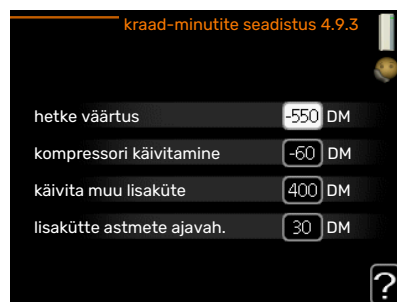 kraad-minutite seadistus 4.9.3
hetke väärtus -550 DM
kompressori käivitamine -60 DM
käivita muu lisaküte 400 DM
lisakütte astmete ajavah. 30 DM
?